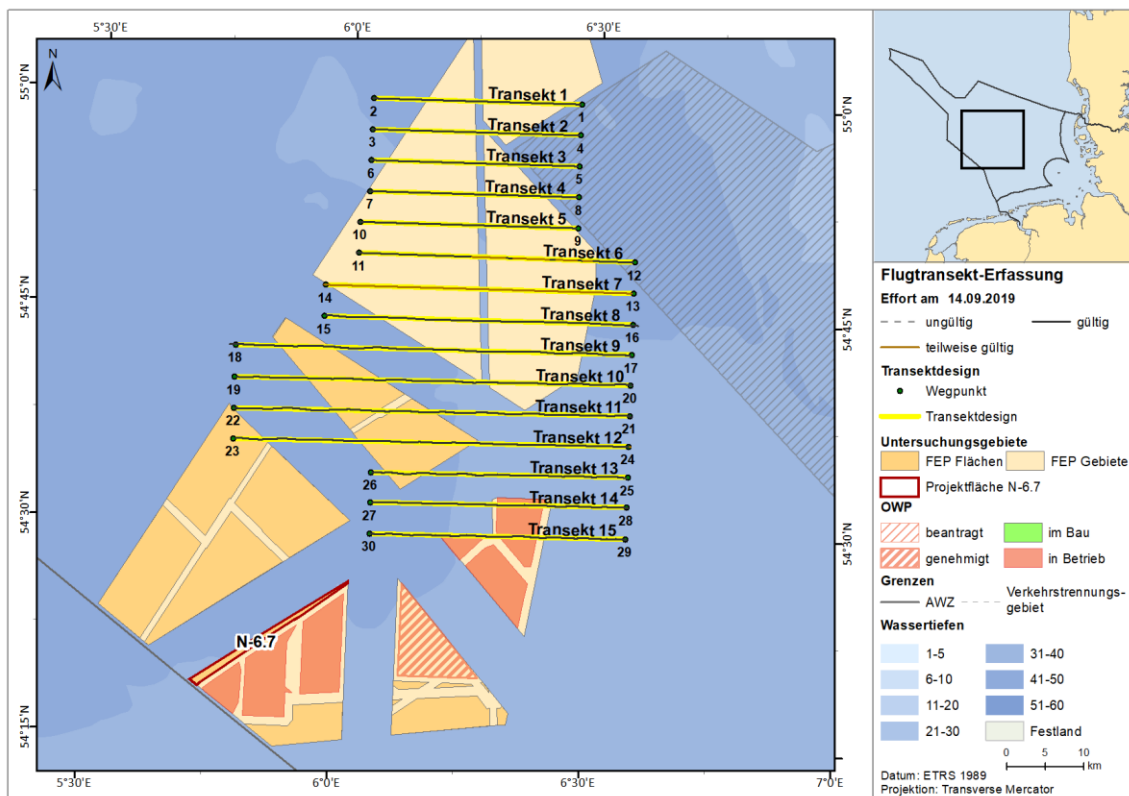 5°30'E
6°0'E
6°30'E
N
55°0'N
55°0'N
Transekt 1
2
1
Transekt 2
3
4
Transekt 3
6
5
Transekt 4
7
8
Transekt 5
10
9
Transekt 6
11
12
54°45'N
Transekt 7
14
13
54°45'N
Transekt 8
15
16
Transekt 9
18
17
Transekt 10
19
20
Transekt 11
22
21
Transekt 12
23
24
Transekt 13
26
25
54°30'N
Transekt 14
27
28
54°30'N
Transekt 15
30
29
N-6.7
54°15'N
54°15'N
5°30'E
6°0'E
6°30'E
7°0'E
Flugtransekt-Erfassung
Effort am 14.09.2019
ungültig
gültig
teilweise gültig
Transektdesign
Wegpunkt
Transektdesign
Untersuchungsgebiete
FEP Flächen
FEP Gebiete
Projektfläche N-6.7
OWP
beantragt
im Bau
genehmigt
in Betrieb
Grenzen
AWZ
Verkehrstrennungs-
gebiet
Wassertiefen
1-5
31-40
6-10
41-50
11-20
51-60
21-30
Festland
0 5 10
km
Datum: ETRS 1989
Projektion: Transverse Mercator